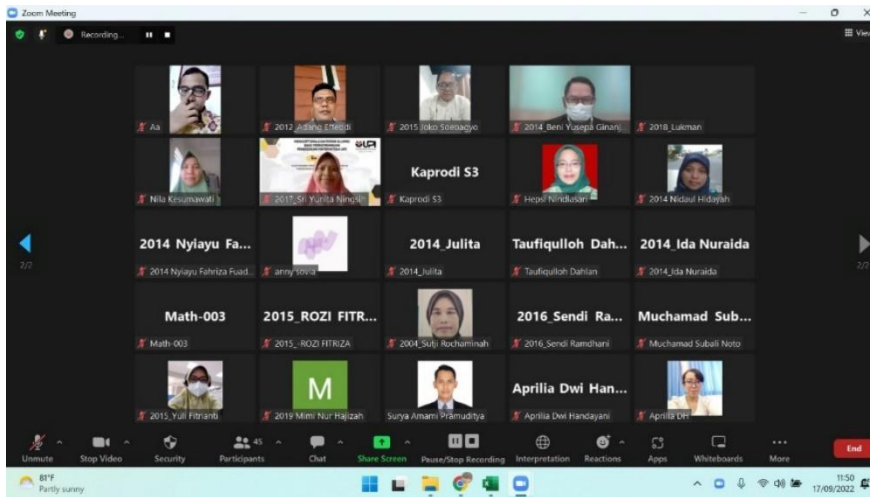 Zoom Meeting
Recording...
View
Aa
2012_Adang Effendi
2015 Joko Soebagyo
2014_Beni Yusepa Ginanj
2018_Lukman
Nila Kesumawati
UPI
2017_Sri Yunita Ningsih
Kaprodi S3
Kaprodi S3
Hepsi Nindiasari
2014 Nidaul Hidayah
2/2
2/2
2014 Nyiayu Fa...
2014 Nyiayu Fahriza Fuad...
anny sovia
2014_Julita
2014_Julita
Taufiqulloh Dah...
Taufiqulloh Dahlan
2014_Ida Nuraida
2014_Ida Nuraida
Math-003
Math-003
2015_ROZI FITR...
2015_-ROZI FITRIZA
2004_Sutji Rochaminah
2016_Sendi Ra...
2016_Sendi Ramdhani
Muchamad Sub...
Muchamad Subali Noto
2015_Yuli Fitrianti
M
2019 Mimi Nur Hajizah
Surya Amami Pramuditya
Aprilia Dwi Han...
Aprilia Dwi Handayani
Aprilia DH
Unmute
Stop Video
Security
45
Participants
Chat
Share Screen
Pause/Stop Recording
Interpretation
Reactions
Apps
Whiteboards
More
End
81°F
Partly sunny
11:50
17/09/2022